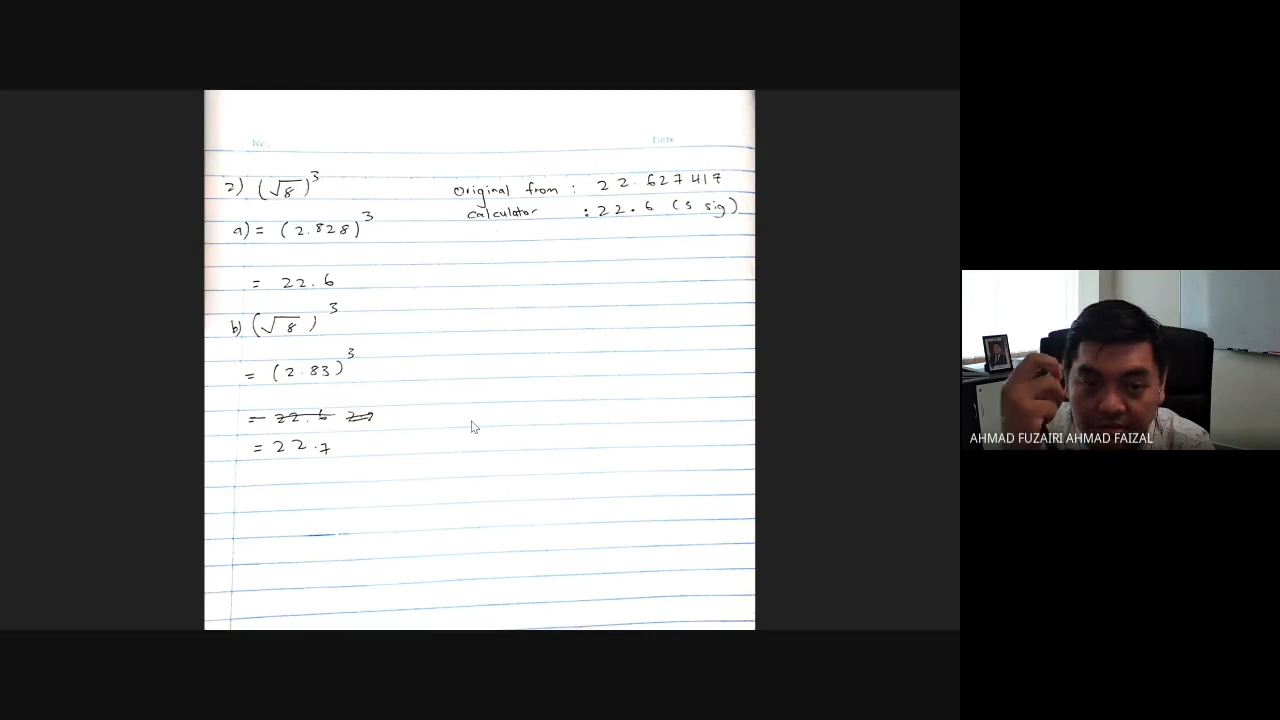 No.
Date
2) (√8)^3
Original from : 22.627417
calculator : 22.6 (3 sig)
a) = (2.828)^3
= 22.6
b) (√8)^3
= (2.83)^3
= 22.6
= 22.7
AHMAD FUZAIRI AHMAD FAIZAL